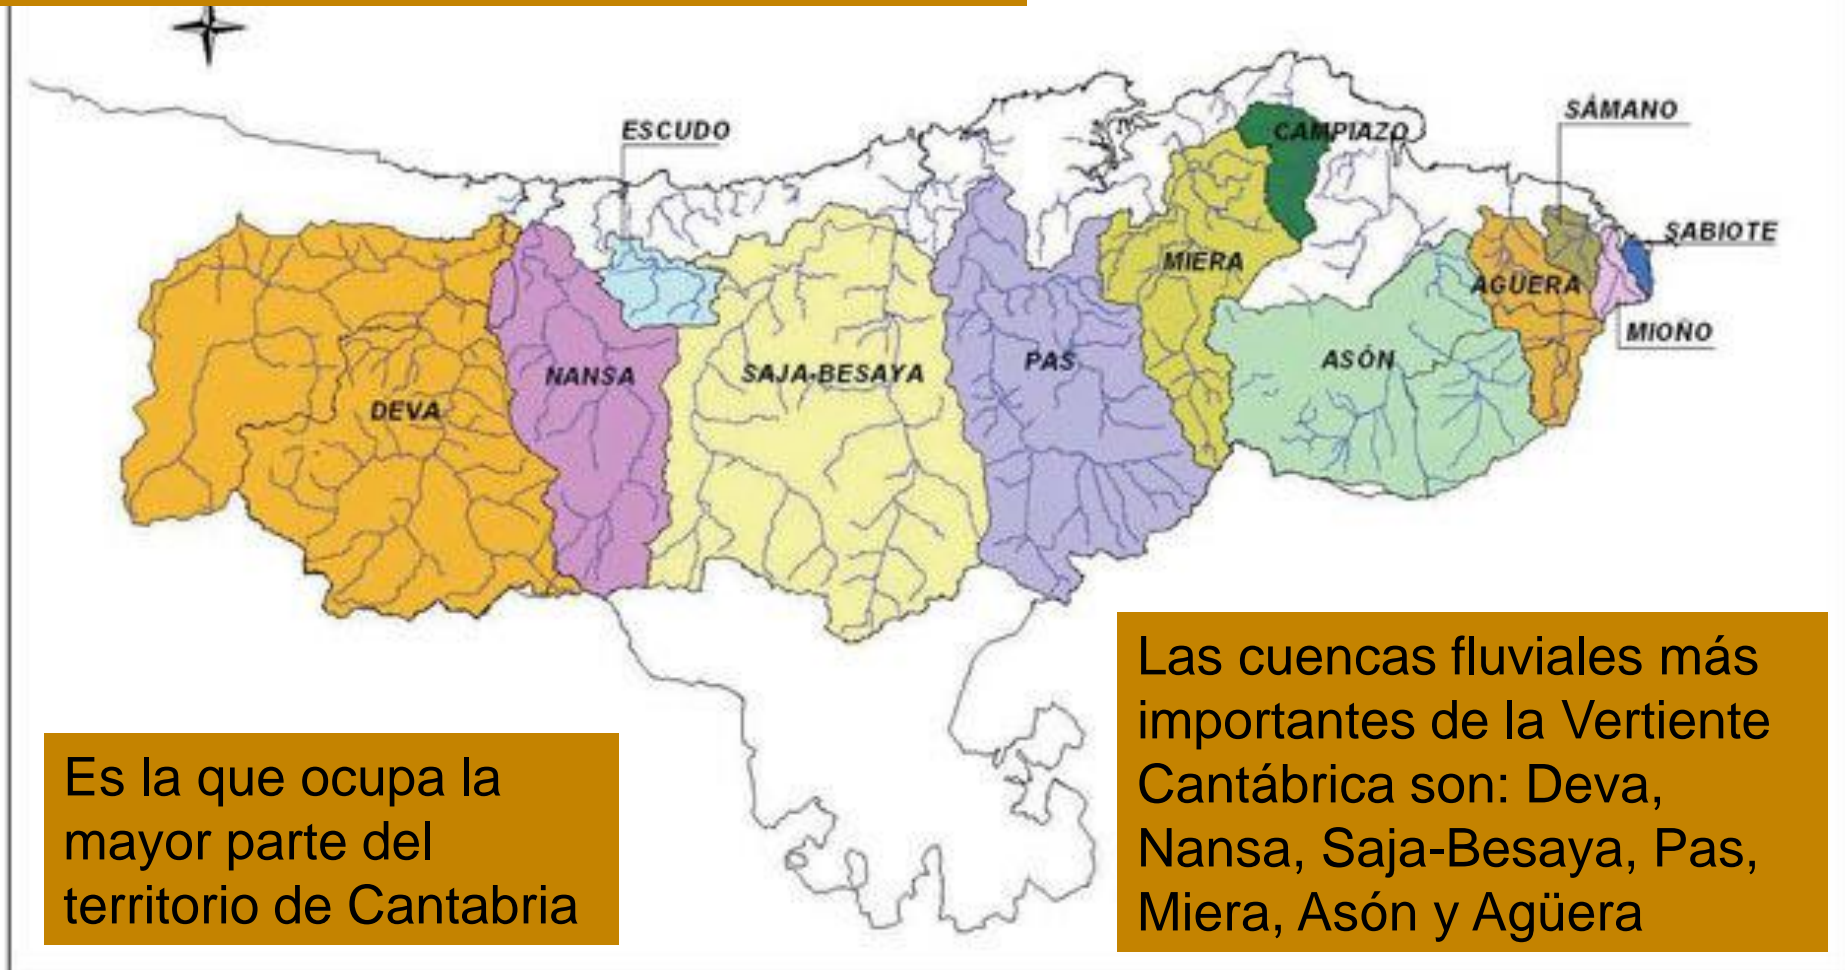 ESCUDO
CAMPIAZO
SÁMANO
SABIOTE
MIERA
AGÜERA
MIOÑO
NANSA
SAJA-BESAYA
PAS
ASÓN
DEVA
Es la que ocupa la
mayor parte del
territorio de Cantabria
Las cuencas fluviales más
importantes de la Vertiente
Cantábrica son: Deva,
Nansa, Saja-Besaya, Pas,
Miera, Asón y Agüera